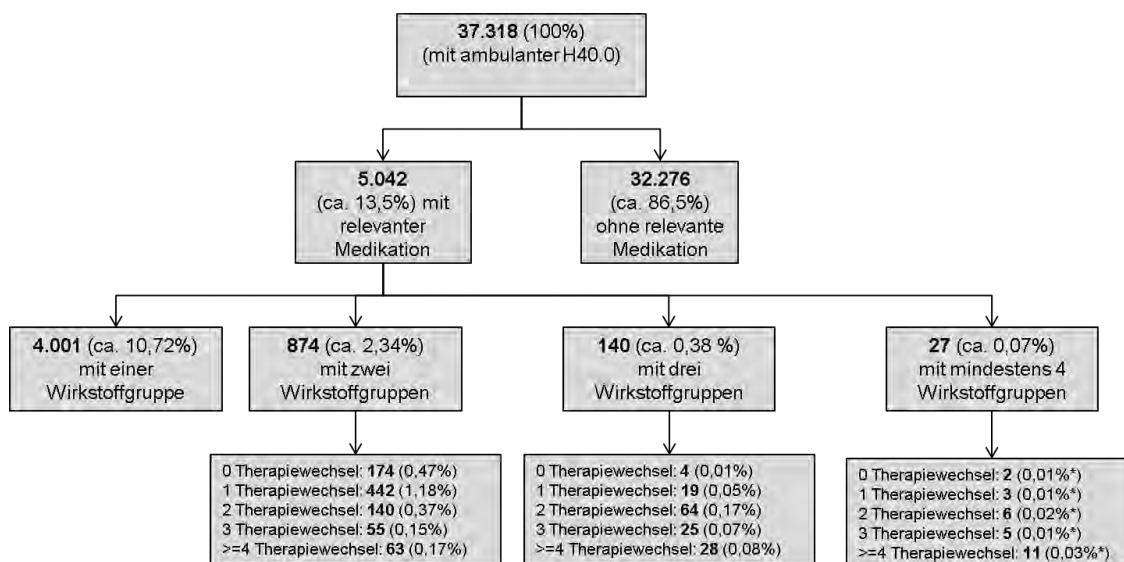 37.318 (100%)
(mit ambulanter H40.0)
5.042
(ca. 13,5%) mit
relevanter
Medikation
32.276
(ca. 86,5%)
ohne relevante
Medikation
4.001 (ca. 10,72%)
mit einer
Wirkstoffgruppe
874 (ca. 2,34%)
mit zwei
Wirkstoffgruppen
140 (ca. 0,38 %)
mit drei
Wirkstoffgruppen
27 (ca. 0,07%)
mit mindestens 4
Wirkstoffgruppen
0 Therapiewechsel: 174 (0,47%)
1 Therapiewechsel: 442 (1,18%)
2 Therapiewechsel: 140 (0,37%)
3 Therapiewechsel: 55 (0,15%)
>=4 Therapiewechsel: 63 (0,17%)
0 Therapiewechsel: 4 (0,01%)
1 Therapiewechsel: 19 (0,05%)
2 Therapiewechsel: 64 (0,17%)
3 Therapiewechsel: 25 (0,07%)
>=4 Therapiewechsel: 28 (0,08%)
0 Therapiewechsel: 2 (0,01%*)
1 Therapiewechsel: 3 (0,01%*)
2 Therapiewechsel: 6 (0,02%*)
3 Therapiewechsel: 5 (0,01%*)
>=4 Therapiewechsel: 11 (0,03%*)